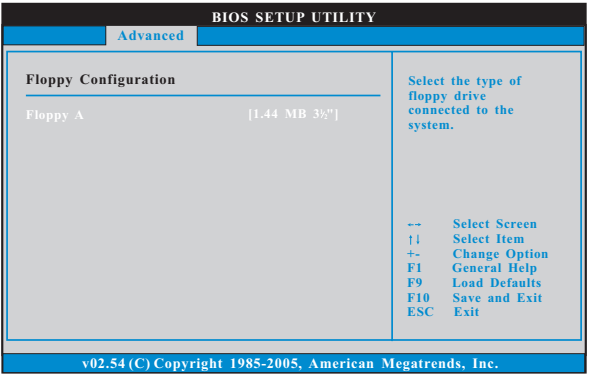 BIOS SETUP UTILITY
Advanced
Floppy Configuration
Floppy A [1.44 MB 3½"]
Select the type of
floppy drive
connected to the
system.
←→ Select Screen
↑↓ Select Item
+- Change Option
F1 General Help
F9 Load Defaults
F10 Save and Exit
ESC Exit
v02.54 (C) Copyright 1985-2005, American Megatrends, Inc.